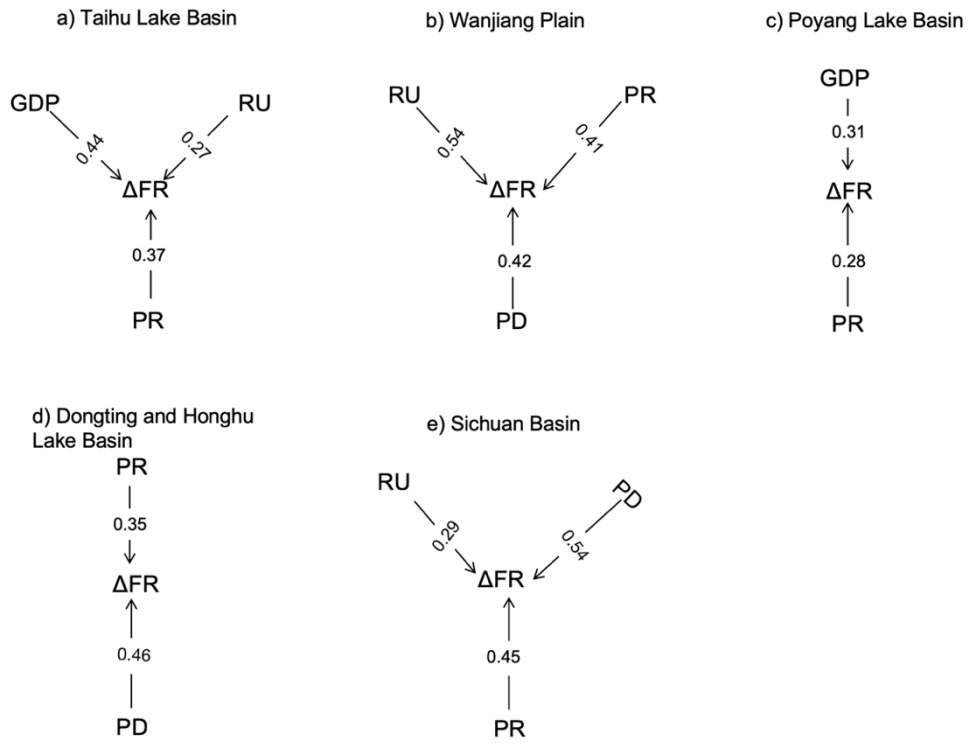 a) Taihu Lake Basin
GDP
RU
0.44
0.27
ΔFR
0.37
PR
b) Wanjiang Plain
RU
PR
0.54
0.41
ΔFR
0.42
PD
c) Poyang Lake Basin
GDP
0.31
ΔFR
0.28
PR
d) Dongting and Honghu
Lake Basin
PR
0.35
ΔFR
0.46
PD
e) Sichuan Basin
RU
PD
0.29
0.54
ΔFR
0.45
PR